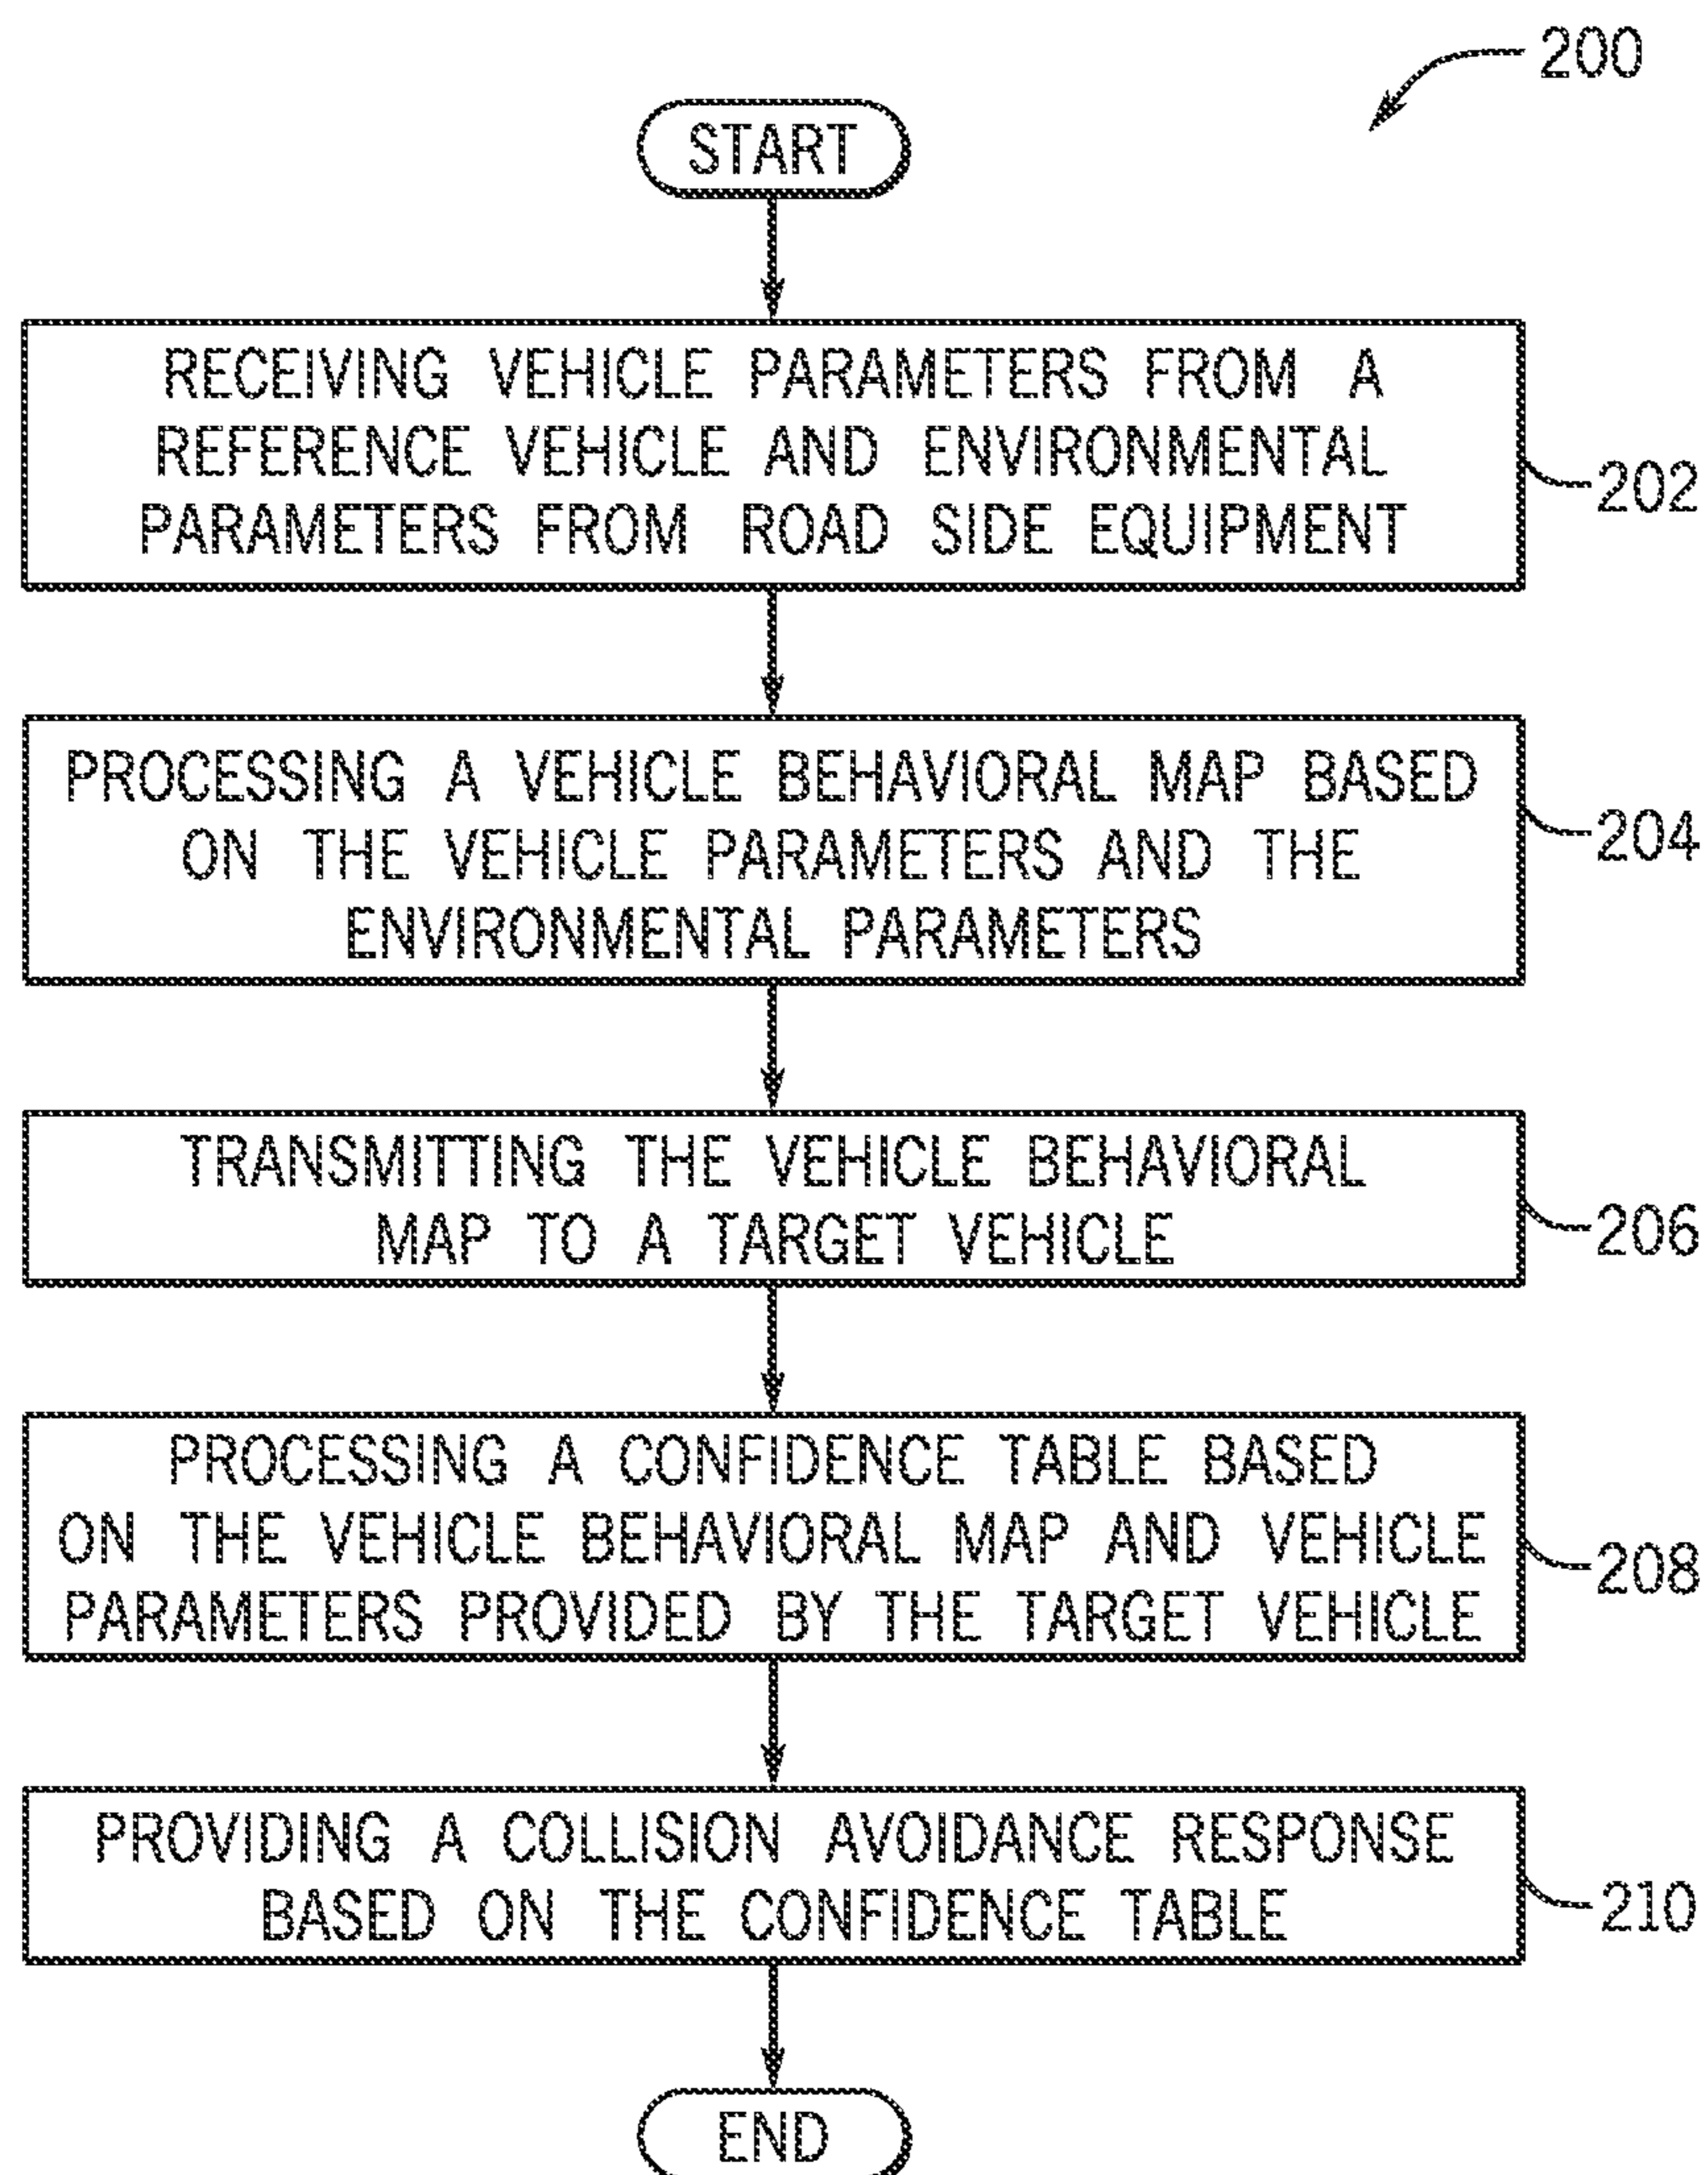 200
START
RECEIVING VEHICLE PARAMETERS FROM A
REFERENCE VEHICLE AND ENVIRONMENTAL
PARAMETERS FROM ROAD SIDE EQUIPMENT
202
PROCESSING A VEHICLE BEHAVIORAL MAP BASED
ON THE VEHICLE PARAMETERS AND THE
ENVIRONMENTAL PARAMETERS
204
TRANSMITTING THE VEHICLE BEHAVIORAL
MAP TO A TARGET VEHICLE
206
PROCESSING A CONFIDENCE TABLE BASED
ON THE VEHICLE BEHAVIORAL MAP AND VEHICLE
PARAMETERS PROVIDED BY THE TARGET VEHICLE
208
PROVIDING A COLLISION AVOIDANCE RESPONSE
BASED ON THE CONFIDENCE TABLE
210
END